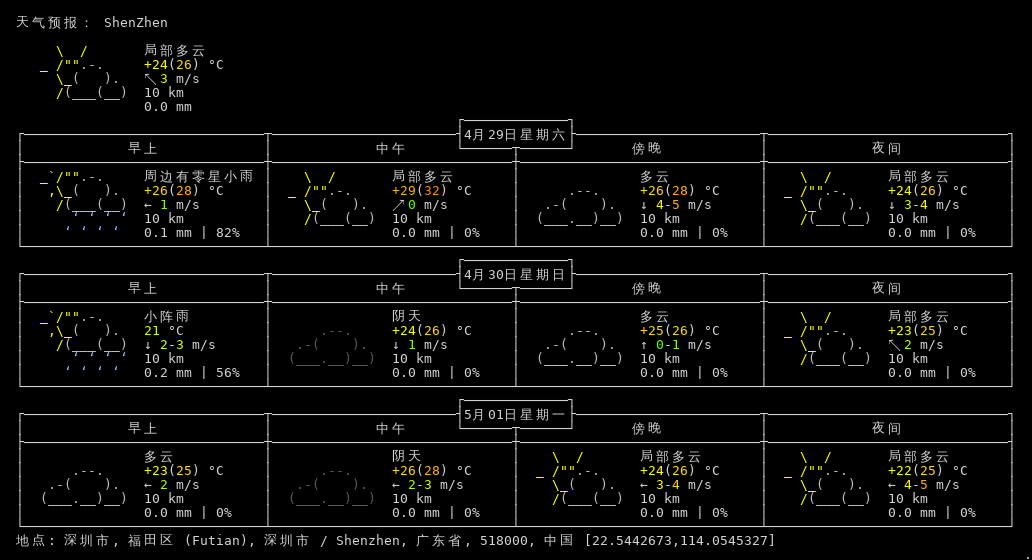 天气预报： ShenZhen
局部多云
+24(26) °C
↖ 3 m/s
10 km
0.0 mm
4月29日星期六
早上 中午 傍晚 夜间
周边有零星小雨 局部多云 多云 局部多云
+26(28) °C +29(32) °C +26(28) °C +24(26) °C
← 1 m/s ↗ 0 m/s ↓ 4-5 m/s ↓ 3-4 m/s
10 km 10 km 10 km 10 km
0.1 mm | 82% 0.0 mm | 0% 0.0 mm | 0% 0.0 mm | 0%
4月30日星期日
早上 中午 傍晚 夜间
小阵雨 阴天 多云 局部多云
21 °C +24(26) °C +25(26) °C +23(25) °C
↓ 2-3 m/s ↓ 1 m/s ↑ 0-1 m/s ↖ 2 m/s
10 km 10 km 10 km 10 km
0.2 mm | 56% 0.0 mm | 0% 0.0 mm | 0% 0.0 mm | 0%
5月01日星期一
早上 中午 傍晚 夜间
多云 阴天 局部多云 局部多云
+23(25) °C +26(28) °C +24(26) °C +22(25) °C
← 2 m/s ← 2-3 m/s ← 3-4 m/s ← 4-5 m/s
10 km 10 km 10 km 10 km
0.0 mm | 0% 0.0 mm | 0% 0.0 mm | 0% 0.0 mm | 0%
地点: 深圳市, 福田区 (Futian), 深圳市 / Shenzhen, 广东省, 518000, 中国 [22.5442673,114.0545327]